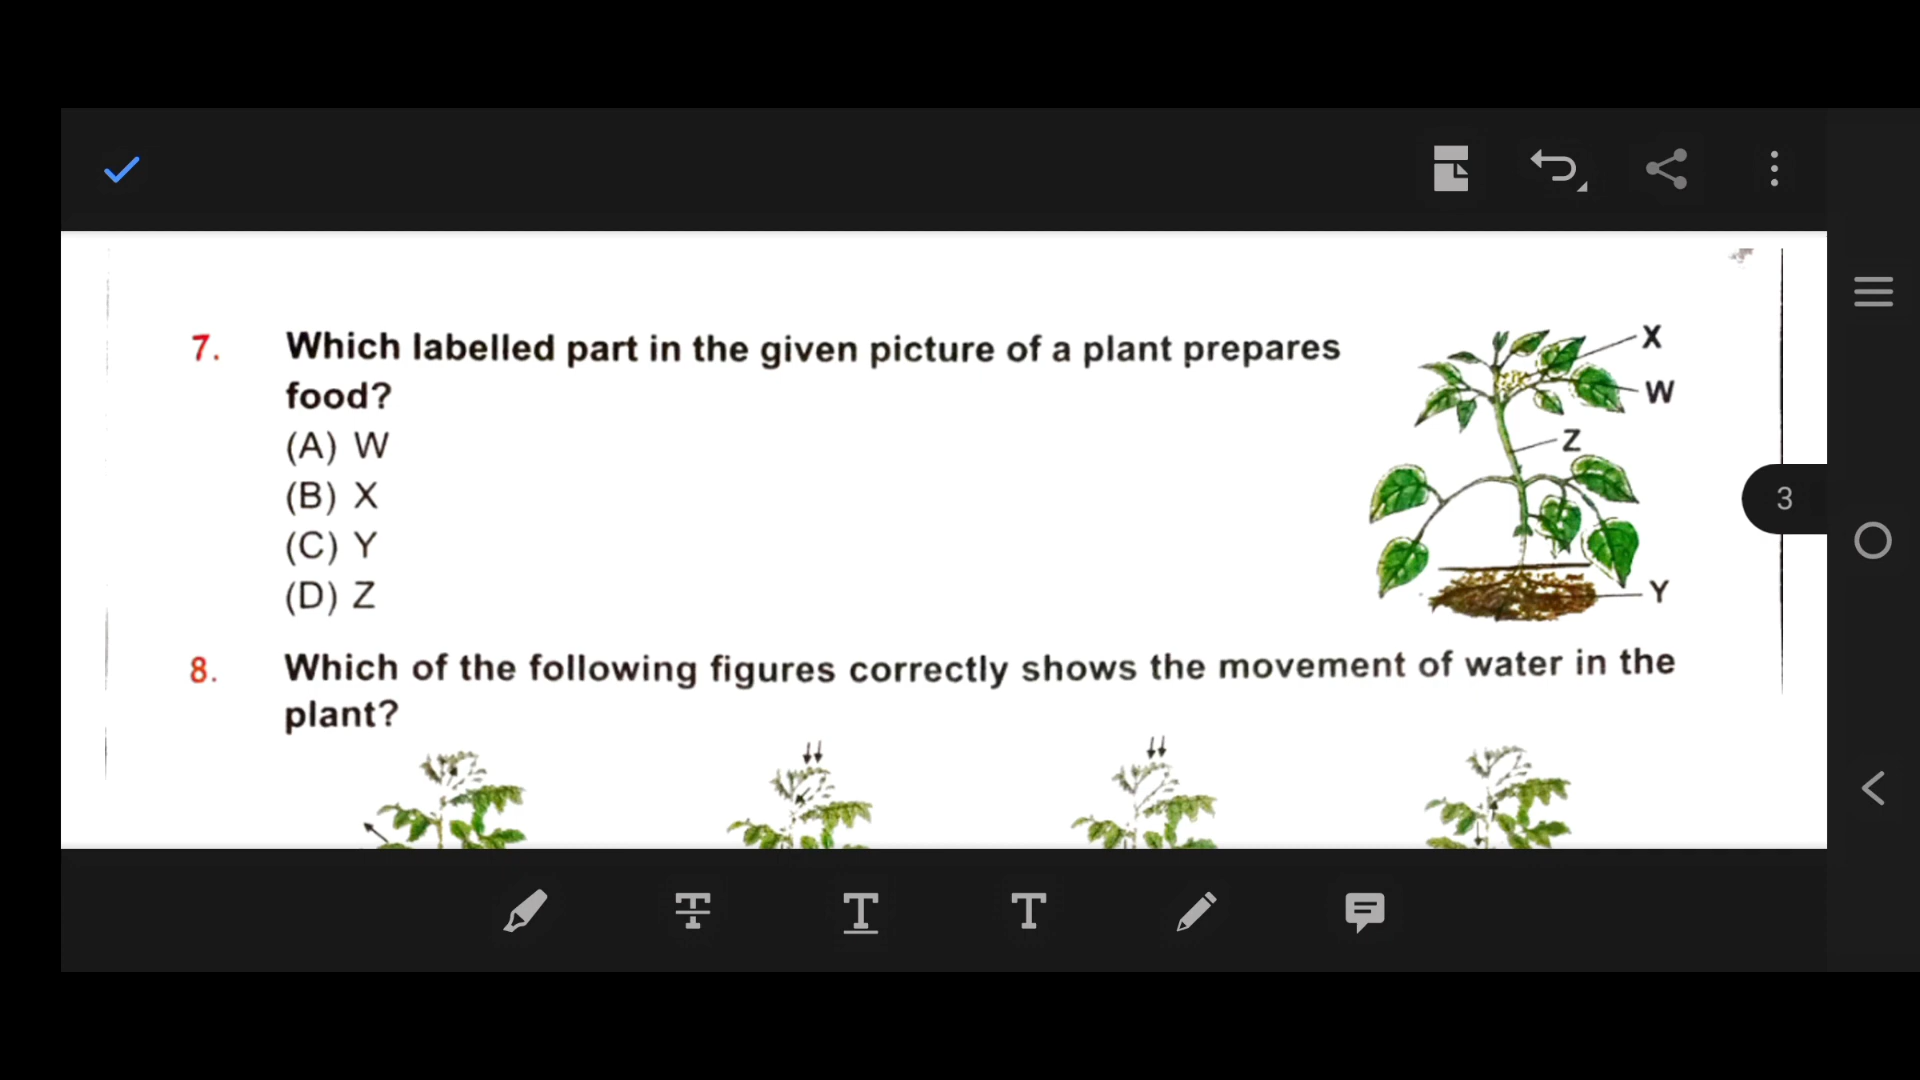 7. Which labelled part in the given picture of a plant prepares
food?
(A) W
(B) X
(C) Y
(D) Z
X
W
Z
Y
3
8. Which of the following figures correctly shows the movement of water in the
plant?